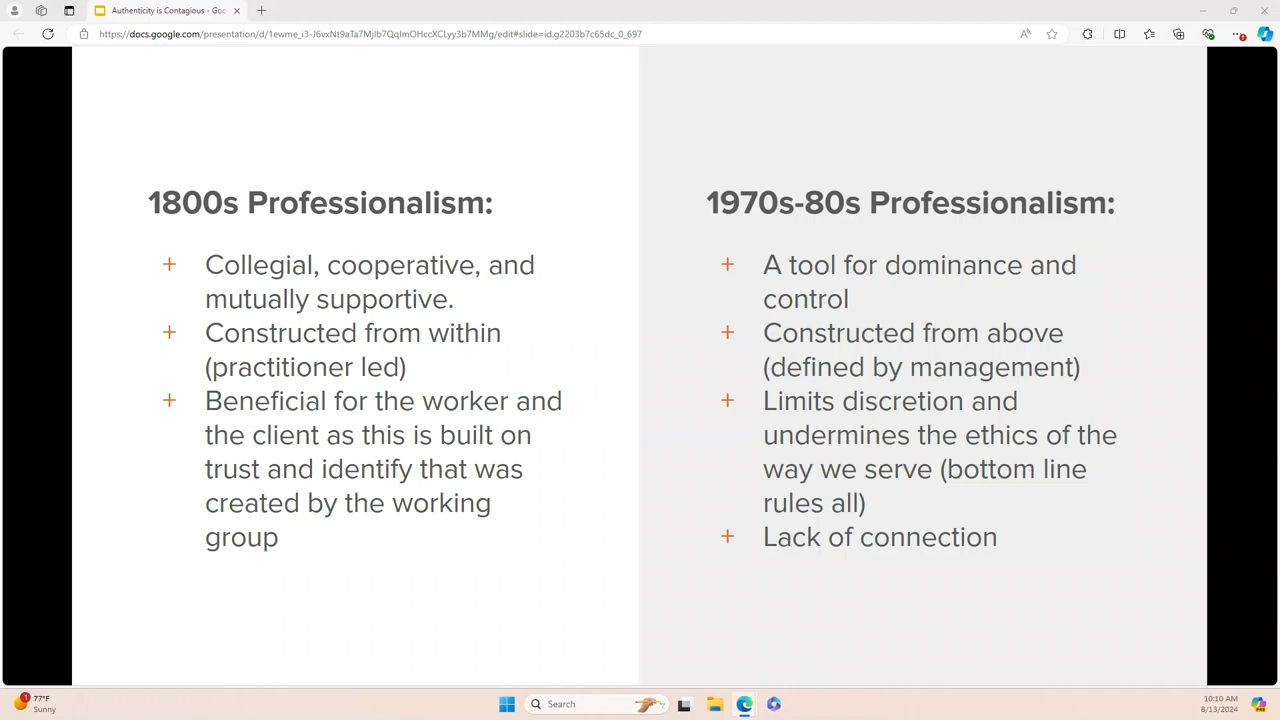 Authenticity is Contagious - Goo
https://docs.google.com/presentation/d/1ewme_i3-J6vxNt9aTa7MjIb7QqImOHccXCLyy3b7MMg/edit#slide=id.g2203b7c65dc_0_697
1800s Professionalism:
+ Collegial, cooperative, and
mutually supportive.
+ Constructed from within
(practitioner led)
+ Beneficial for the worker and
the client as this is built on
trust and identify that was
created by the working
group
1970s-80s Professionalism:
+ A tool for dominance and
control
+ Constructed from above
(defined by management)
+ Limits discretion and
undermines the ethics of the
way we serve (bottom line
rules all)
+ Lack of connection
1
77°F
Sunny
Search
10:10 AM
8/13/2024